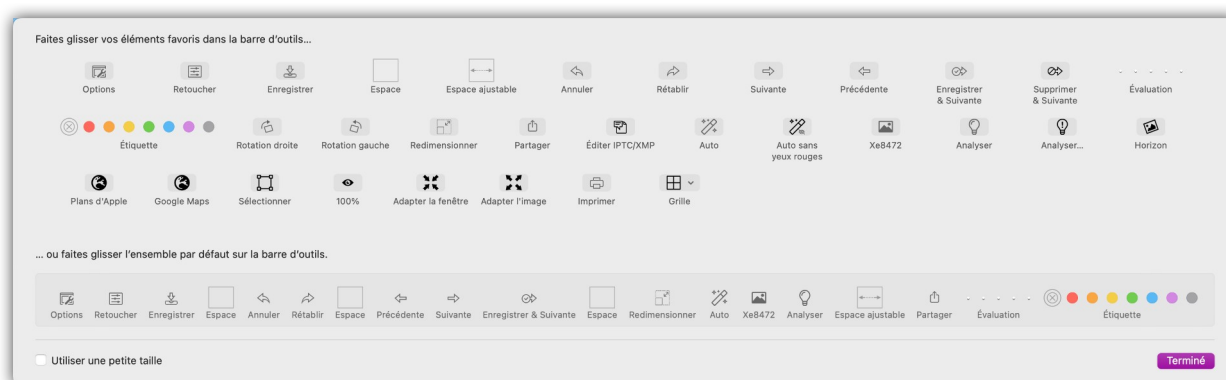 Faites glisser vos éléments favoris dans la barre d'outils...
Options Retoucher Enregistrer Espace Espace ajustable Annuler Rétablir Suivante Précédente Enregistrer & Suivante Supprimer & Suivante Évaluation
Étiquette Rotation droite Rotation gauche Redimensionner Partager Éditer IPTC/XMP Auto Auto sans yeux rouges Xe8472 Analyser Analyser... Horizon
Plans d'Apple Google Maps Sélectionner 100% Adapter la fenêtre Adapter l'image Imprimer Grille
... ou faites glisser l'ensemble par défaut sur la barre d'outils.
Options Retoucher Enregistrer Espace Annuler Rétablir Espace Précédente Suivante Enregistrer & Suivante Espace Redimensionner Auto Xe8472 Analyser Espace ajustable Partager Évaluation Étiquette
Utiliser une petite taille Terminé